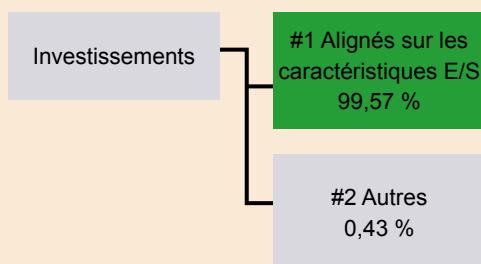 Investissements
#1 Alignés sur les
caractéristiques E/S
99,57 %
#2 Autres
0,43 %